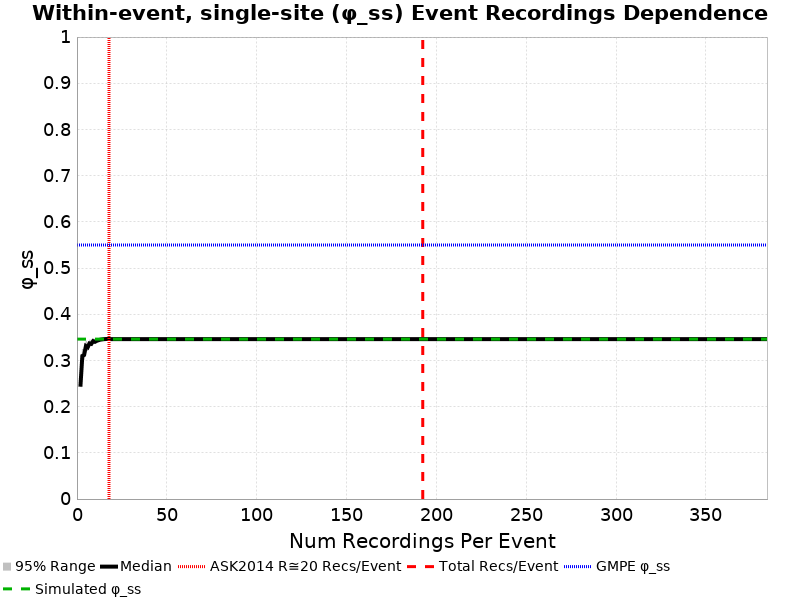 Within-event, single-site (φ_ss) Event Recordings Dependence
1
0.9
0.8
0.7
0.6
0.5
0.4
0.3
0.2
0.1
0
φ_ss
0 50 100 150 200 250 300 350
Num Recordings Per Event
95% Range Median ASK2014 R≅20 Recs/Event Total Recs/Event GMPE φ_ss
Simulated φ_ss